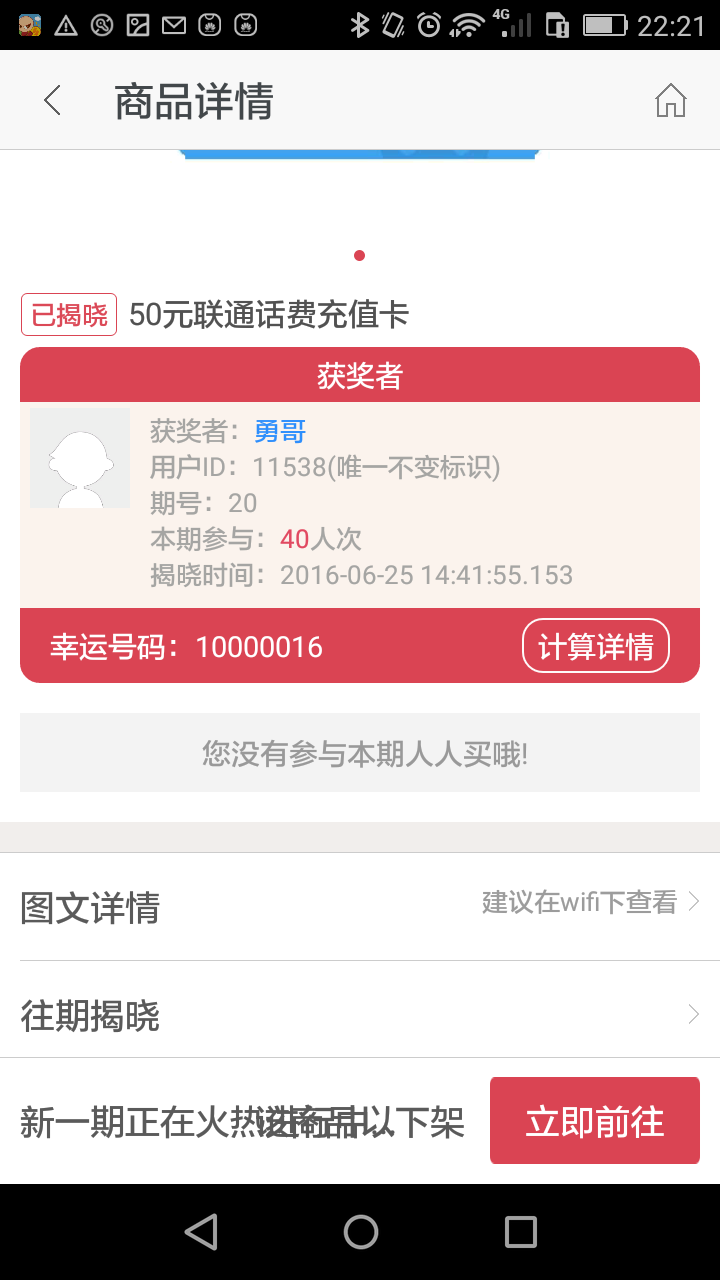 4G 22:21
商品详情
已揭晓 50元联通话费充值卡
获奖者
获奖者：勇哥
用户ID：11538(唯一不变标识)
期号：20
本期参与：40人次
揭晓时间：2016-06-25 14:41:55.153
幸运号码：10000016 计算详情
您没有参与本期人人买哦!
图文详情 建议在wifi下查看
往期揭晓
新一期正在火热进行中... 立即前往
该商品以下架